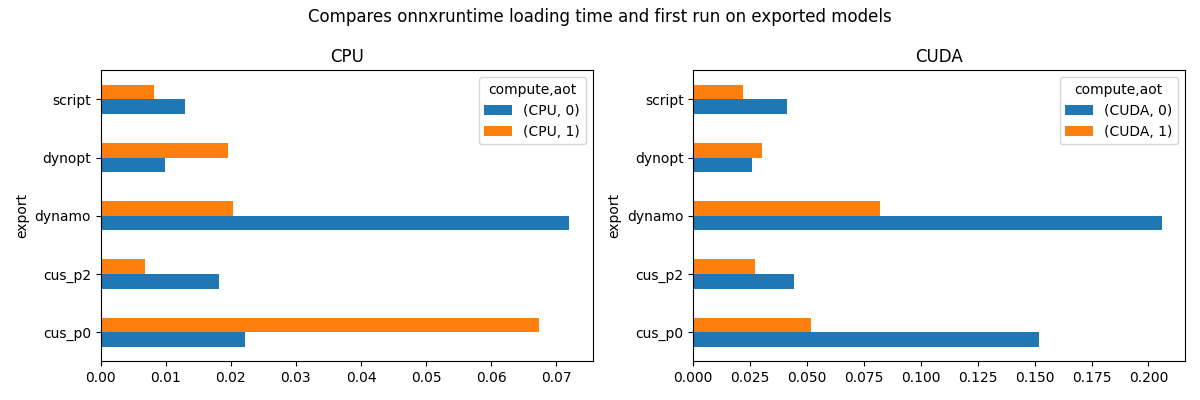 Compares onnxruntime loading time and first run on exported models
CPU
export
script
dynopt
dynamo
cus_p2
cus_p0
compute,aot
(CPU, 0)
(CPU, 1)
0.00 0.01 0.02 0.03 0.04 0.05 0.06 0.07
CUDA
export
script
dynopt
dynamo
cus_p2
cus_p0
compute,aot
(CUDA, 0)
(CUDA, 1)
0.000 0.025 0.050 0.075 0.100 0.125 0.150 0.175 0.200